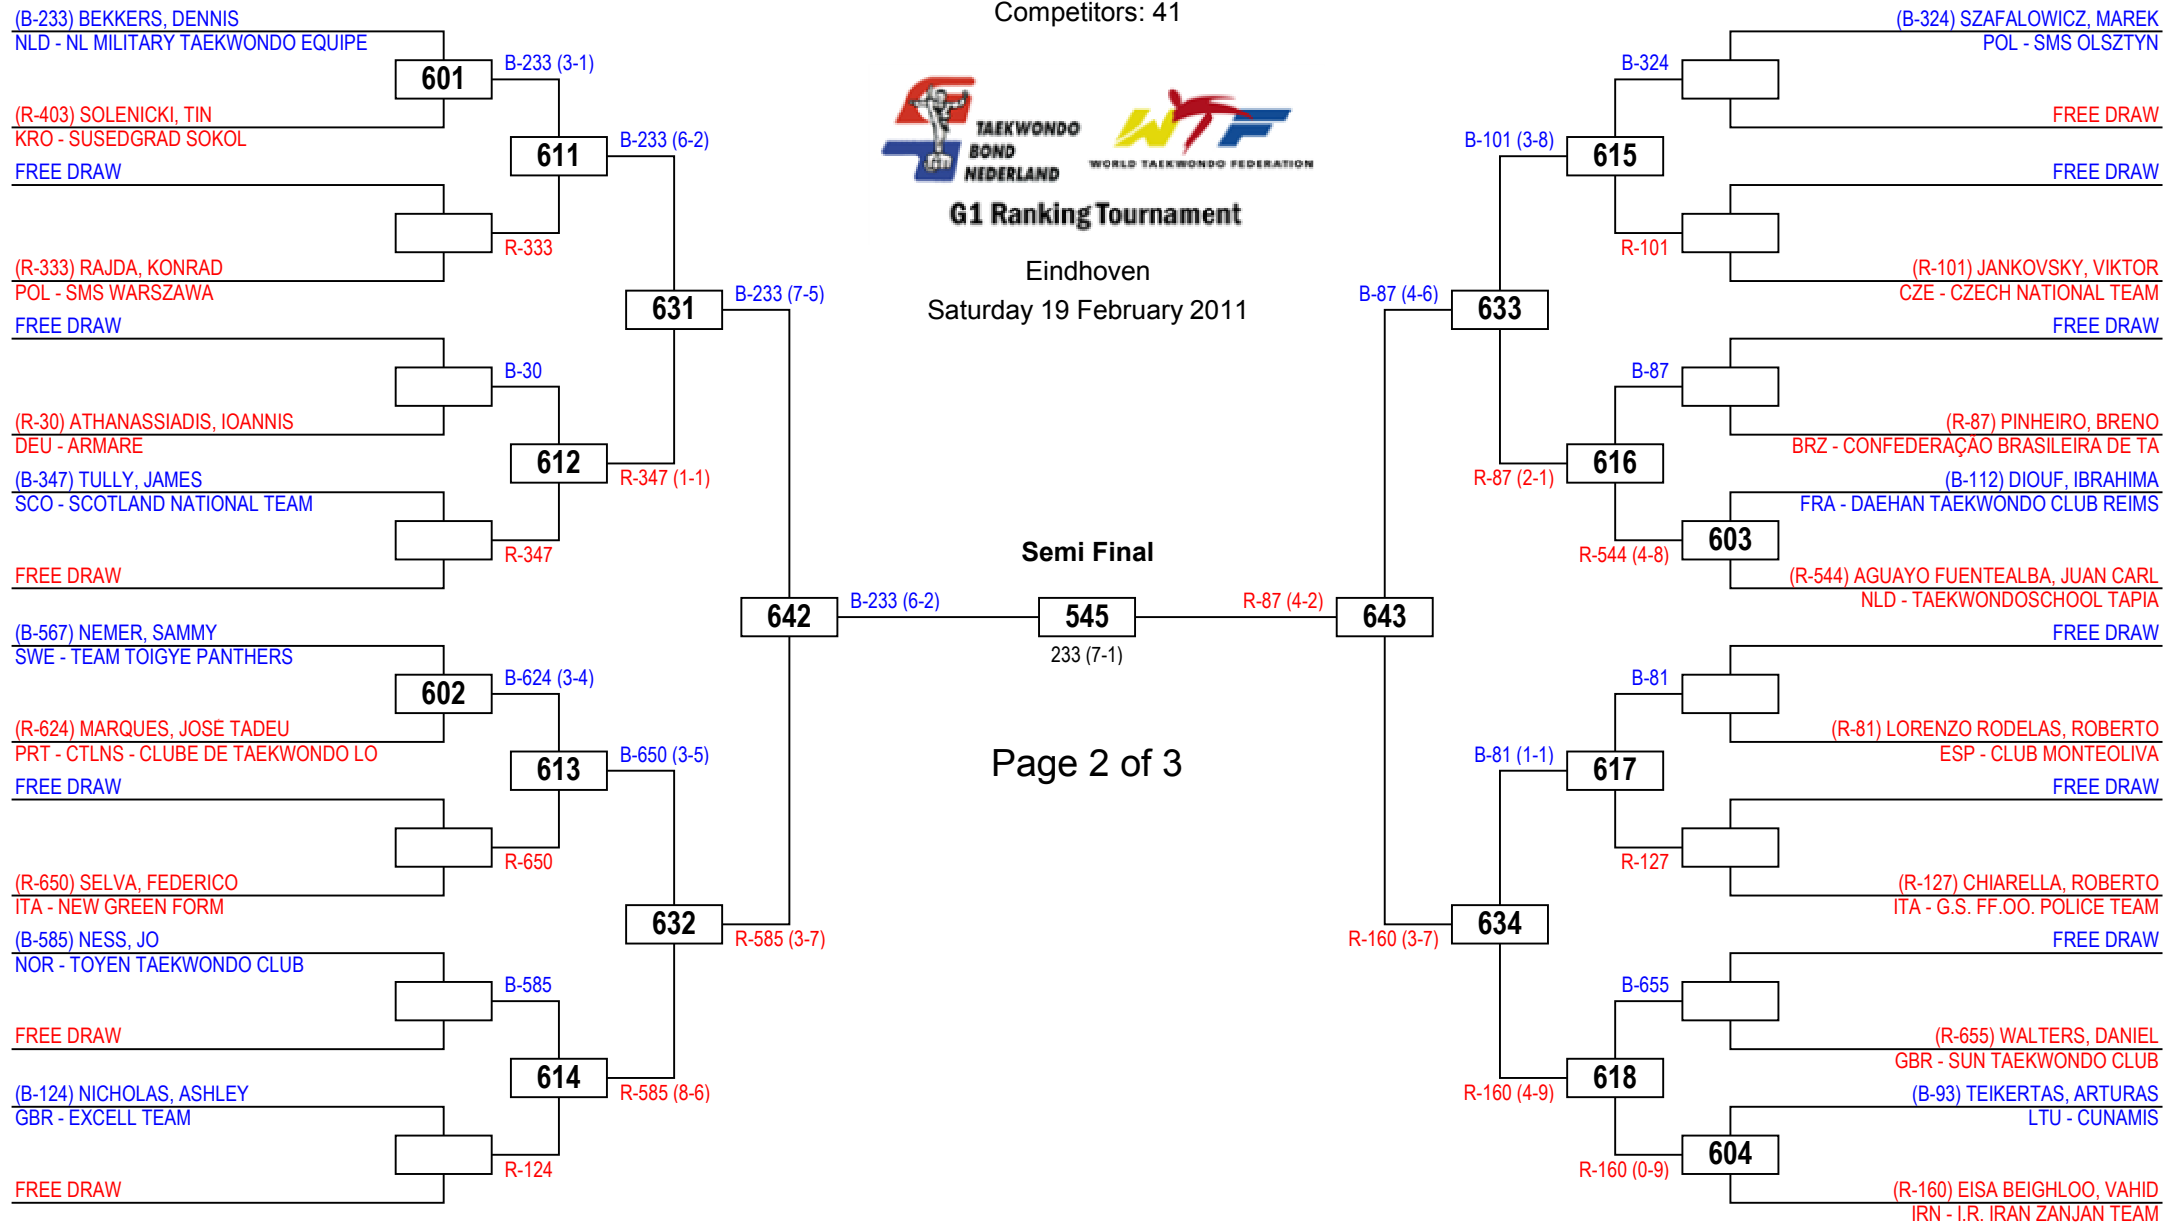 Competitors: 41
TAEKWONDO
BOND
NEDERLAND
WTF
WORLD TAEKWONDO FEDERATION
G1 Ranking Tournament
Eindhoven
Saturday 19 February 2011
(B-233) BEKKERS, DENNIS
NLD - NL MILITARY TAEKWONDO EQUIPE
601
B-233 (3-1)
(R-403) SOLENICKI, TIN
KRO - SUSEDGRAD SOKOL
611
B-233 (6-2)
FREE DRAW
R-333
(R-333) RAJDA, KONRAD
POL - SMS WARSZAWA
631
B-233 (7-5)
FREE DRAW
B-30
(R-30) ATHANASSIADIS, IOANNIS
DEU - ARMARE
612
R-347 (1-1)
(B-347) TULLY, JAMES
SCO - SCOTLAND NATIONAL TEAM
R-347
FREE DRAW
642
B-233 (6-2)
(B-567) NEMER, SAMMY
SWE - TEAM TOIGYE PANTHERS
602
B-624 (3-4)
(R-624) MARQUES, JOSÉ TADEU
PRT - CTLNS - CLUBE DE TAEKWONDO LO
613
B-650 (3-5)
FREE DRAW
R-650
(R-650) SELVA, FEDERICO
ITA - NEW GREEN FORM
632
R-585 (3-7)
(B-585) NESS, JO
NOR - TOYEN TAEKWONDO CLUB
B-585
FREE DRAW
614
R-585 (8-6)
(B-124) NICHOLAS, ASHLEY
GBR - EXCELL TEAM
R-124
FREE DRAW
Semi Final
545
233 (7-1)
Page 2 of 3
(B-324) SZAFALOWICZ, MAREK
POL - SMS OLSZTYN
B-324
FREE DRAW
B-101 (3-8)
615
FREE DRAW
R-101
(R-101) JANKOVSKY, VIKTOR
CZE - CZECH NATIONAL TEAM
B-87 (4-6)
633
FREE DRAW
B-87
(R-87) PINHEIRO, BRENO
BRZ - CONFEDERAÇÃO BRASILEIRA DE TA
R-87 (2-1)
616
(B-112) DIOUF, IBRAHIMA
FRA - DAEHAN TAEKWONDO CLUB REIMS
R-544 (4-8)
603
(R-544) AGUAYO FUENTEALBA, JUAN CARL
NLD - TAEKWONDOSCHOOL TAPIA
R-87 (4-2)
643
FREE DRAW
B-81
(R-81) LORENZO RODELAS, ROBERTO
ESP - CLUB MONTEOLIVA
B-81 (1-1)
617
FREE DRAW
R-127
(R-127) CHIARELLA, ROBERTO
ITA - G.S. FF.OO. POLICE TEAM
R-160 (3-7)
634
FREE DRAW
B-655
(R-655) WALTERS, DANIEL
GBR - SUN TAEKWONDO CLUB
R-160 (4-9)
618
(B-93) TEIKERTAS, ARTURAS
LTU - CUNAMIS
R-160 (0-9)
604
(R-160) EISA BEIGHLOO, VAHID
IRN - I.R. IRAN ZANJAN TEAM